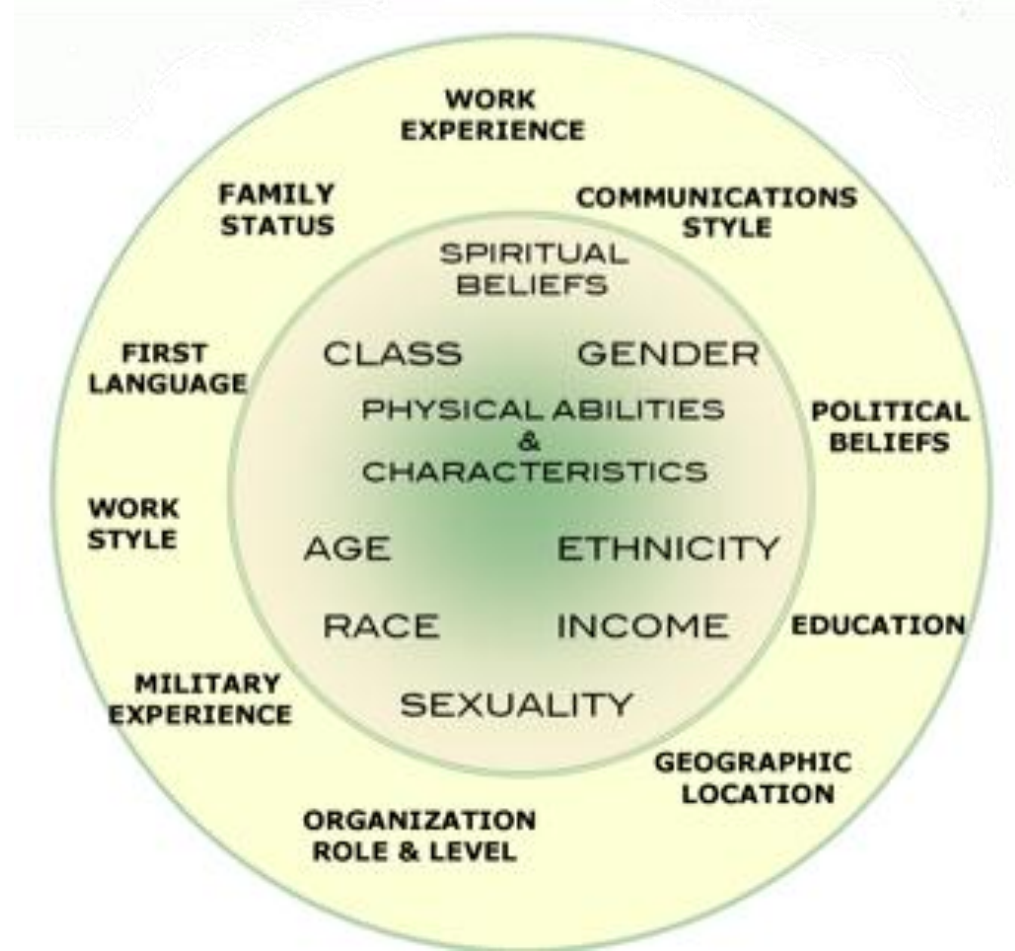 WORK
EXPERIENCE
FAMILY
STATUS
COMMUNICATIONS
STYLE
SPIRITUAL
BELIEFS
CLASS
GENDER
FIRST
LANGUAGE
PHYSICAL ABILITIES
&
CHARACTERISTICS
POLITICAL
BELIEFS
WORK
STYLE
AGE
ETHNICITY
RACE
INCOME
EDUCATION
MILITARY
EXPERIENCE
SEXUALITY
GEOGRAPHIC
LOCATION
ORGANIZATION
ROLE & LEVEL